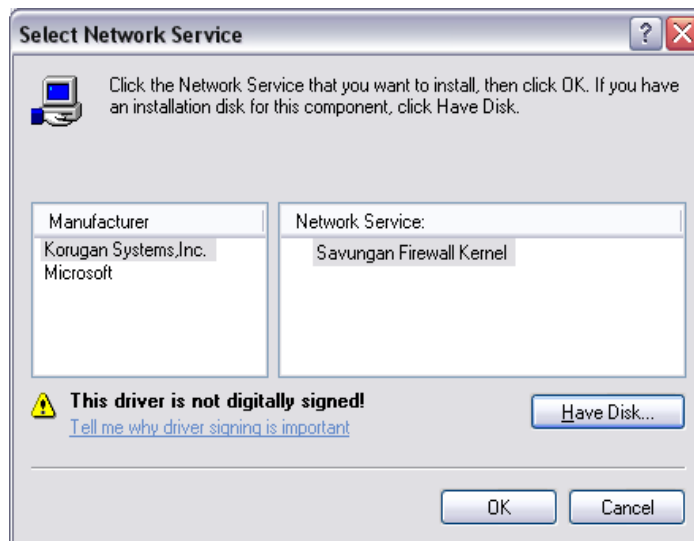 Select Network Service
Click the Network Service that you want to install, then click OK. If you have
an installation disk for this component, click Have Disk.
Manufacturer
Korugan Systems,Inc.
Microsoft
Network Service:
Savungan Firewall Kernel
This driver is not digitally signed!
Tell me why driver signing is important
Have Disk...
OK
Cancel